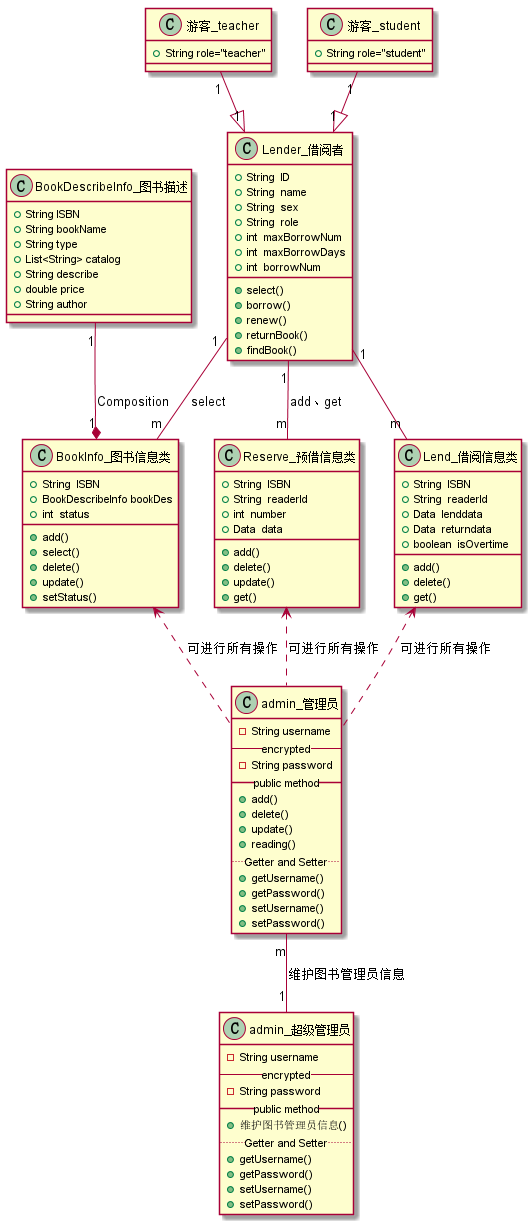 C 游客_teacher
String role="teacher"
C 游客_student
String role="student"
1
1
1
1
C Lender_借阅者
String ID
String name
String sex
String role
int maxBorrowNum
int maxBorrowDays
int borrowNum
select()
borrow()
renew()
returnBook()
findBook()
C BookDescribeInfo_图书描述
String ISBN
String bookName
String type
List<String> catalog
String describe
double price
String author
1
Composition
1
1
select
m
1
add、get
m
1
m
C BookInfo_图书信息类
String ISBN
BookDescribeInfo bookDes
int status
add()
select()
delete()
update()
setStatus()
C Reserve_预借信息类
String ISBN
String readerId
int number
Data data
add()
delete()
update()
get()
C Lend_借阅信息类
String ISBN
String readerId
Data lenddata
Data returndata
boolean isOvertime
add()
delete()
get()
可进行所有操作
可进行所有操作
可进行所有操作
C admin_管理员
String username
encrypted
String password
public method
add()
delete()
update()
reading()
Getter and Setter
getUsername()
getPassword()
setUsername()
setPassword()
m
维护图书管理员信息
1
C admin_超级管理员
String username
encrypted
String password
public method
维护图书管理员信息()
Getter and Setter
getUsername()
getPassword()
setUsername()
setPassword()